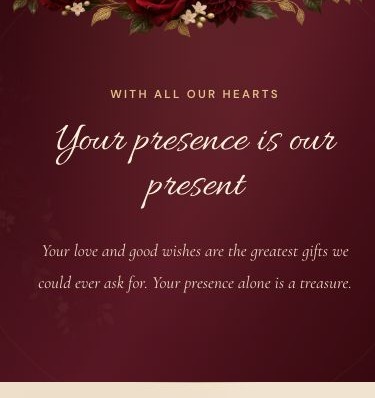 WITH ALL OUR HEARTS
Your presence is our
present
Your love and good wishes are the greatest gifts we
could ever ask for. Your presence alone is a treasure.